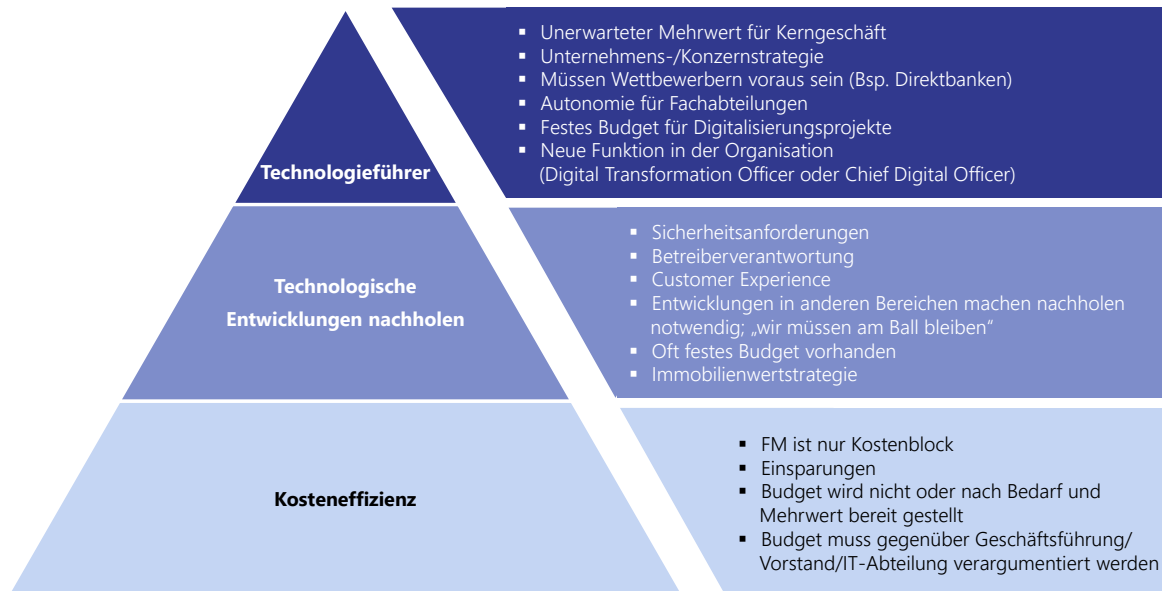 Technologieführer
▪ Unerwarteter Mehrwert für Kerngeschäft
▪ Unternehmens-/Konzernstrategie
▪ Müssen Wettbewerbern voraus sein (Bsp. Direktbanken)
▪ Autonomie für Fachabteilungen
▪ Festes Budget für Digitalisierungsprojekte
▪ Neue Funktion in der Organisation
(Digital Transformation Officer oder Chief Digital Officer)
Technologische
Entwicklungen nachholen
▪ Sicherheitsanforderungen
▪ Betreiberverantwortung
▪ Customer Experience
▪ Entwicklungen in anderen Bereichen machen nachholen
notwendig; „wir müssen am Ball bleiben“
▪ Oft festes Budget vorhanden
▪ Immobilienwertstrategie
Kosteneffizienz
▪ FM ist nur Kostenblock
▪ Einsparungen
▪ Budget wird nicht oder nach Bedarf und
Mehrwert bereit gestellt
▪ Budget muss gegenüber Geschäftsführung/
Vorstand/IT-Abteilung verargumentiert werden